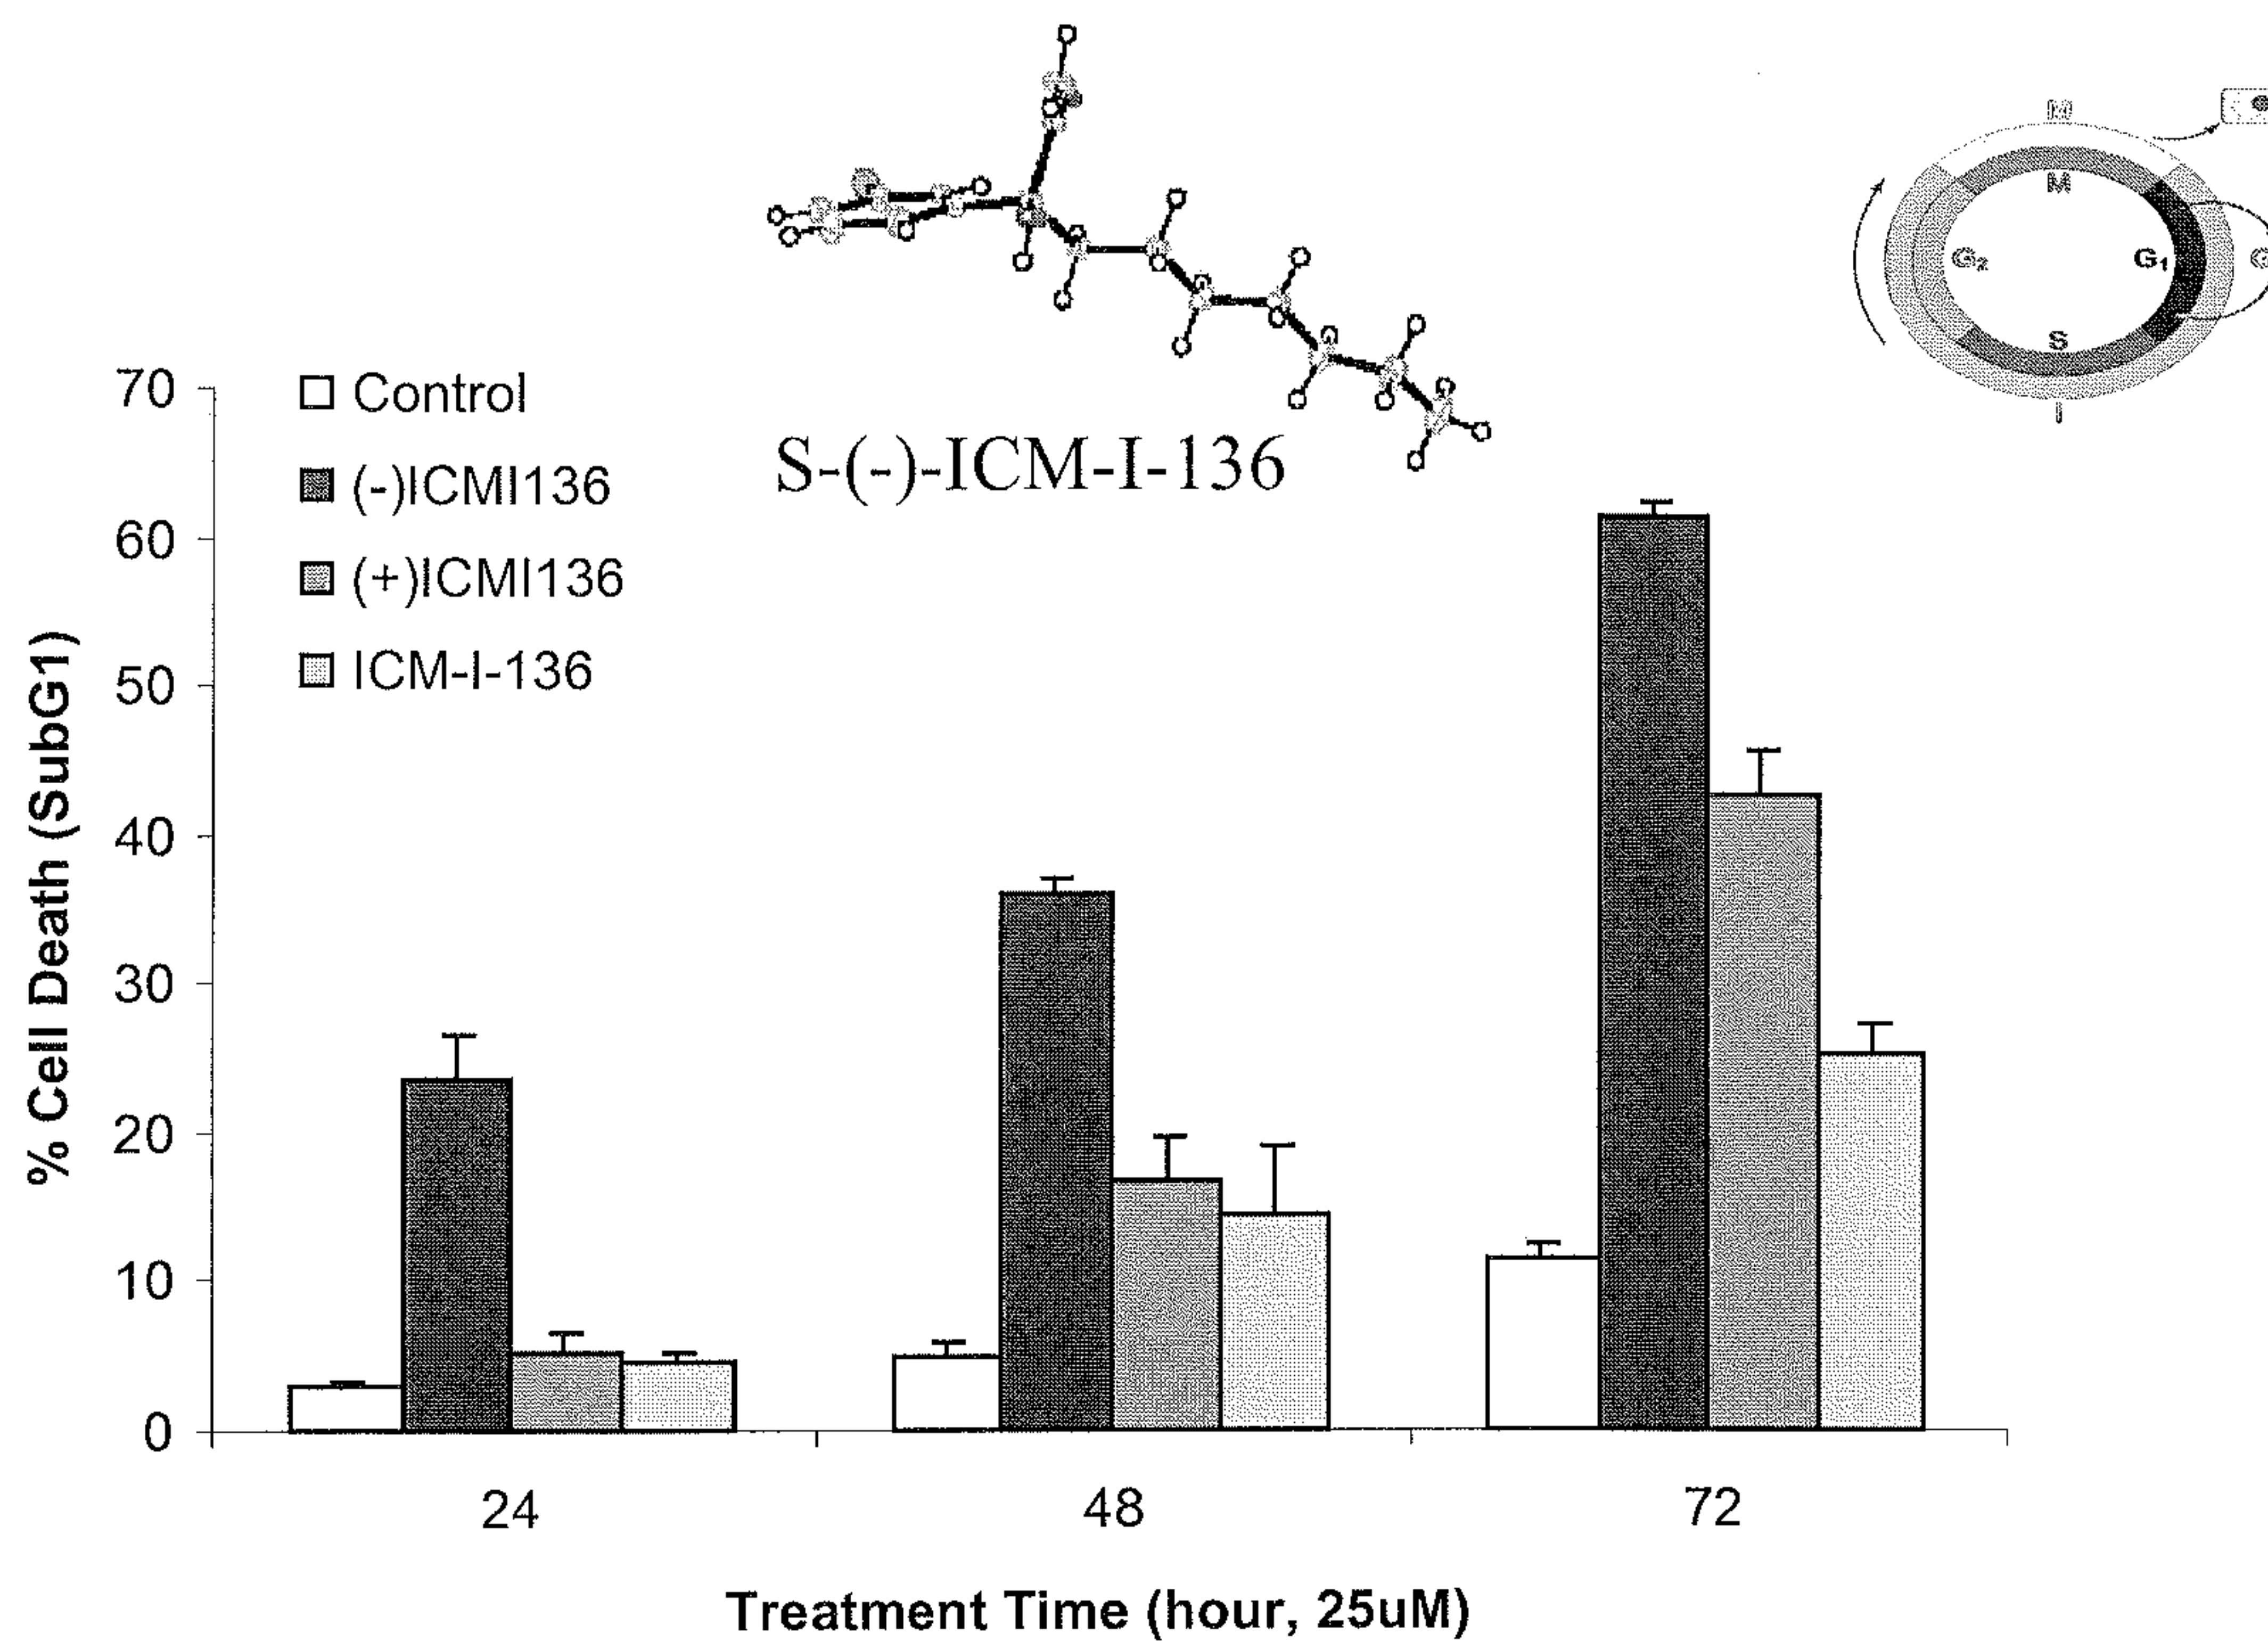 M
M
G₂
G₁
G
S
I
S-(-)-ICM-I-136
Control
(-)ICMI136
(+)ICMI136
ICM-I-136
% Cell Death (SubG1)
70
60
50
40
30
20
10
0
24
48
72
Treatment Time (hour, 25uM)